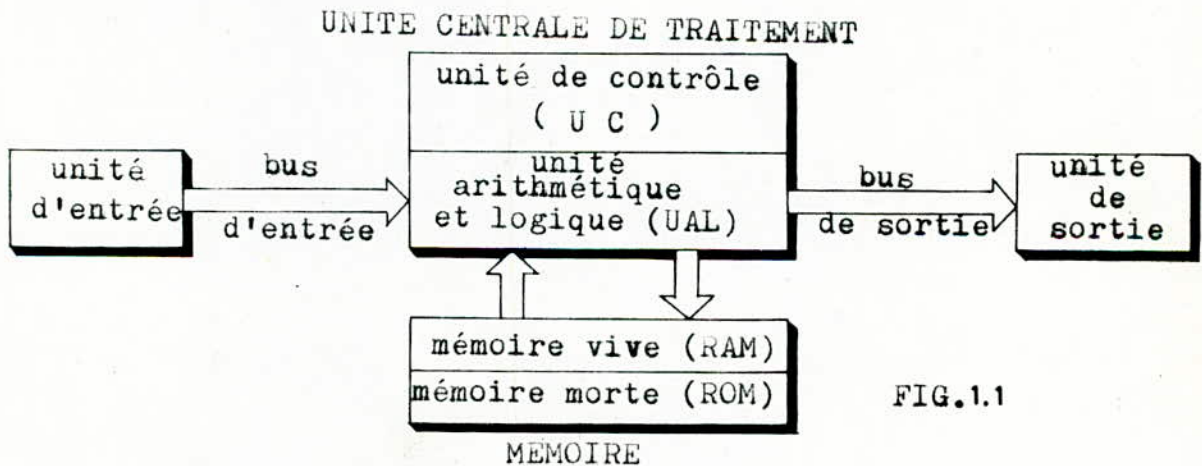 UNITE CENTRALE DE TRAITEMENT
unité de contrôle
( U C )
unité
d'entrée
bus
d'entrée
unité
arithmétique
et logique (UAL)
bus
de sortie
unité
de
sortie
mémoire vive (RAM)
mémoire morte (ROM)
MEMOIRE
FIG.1.1